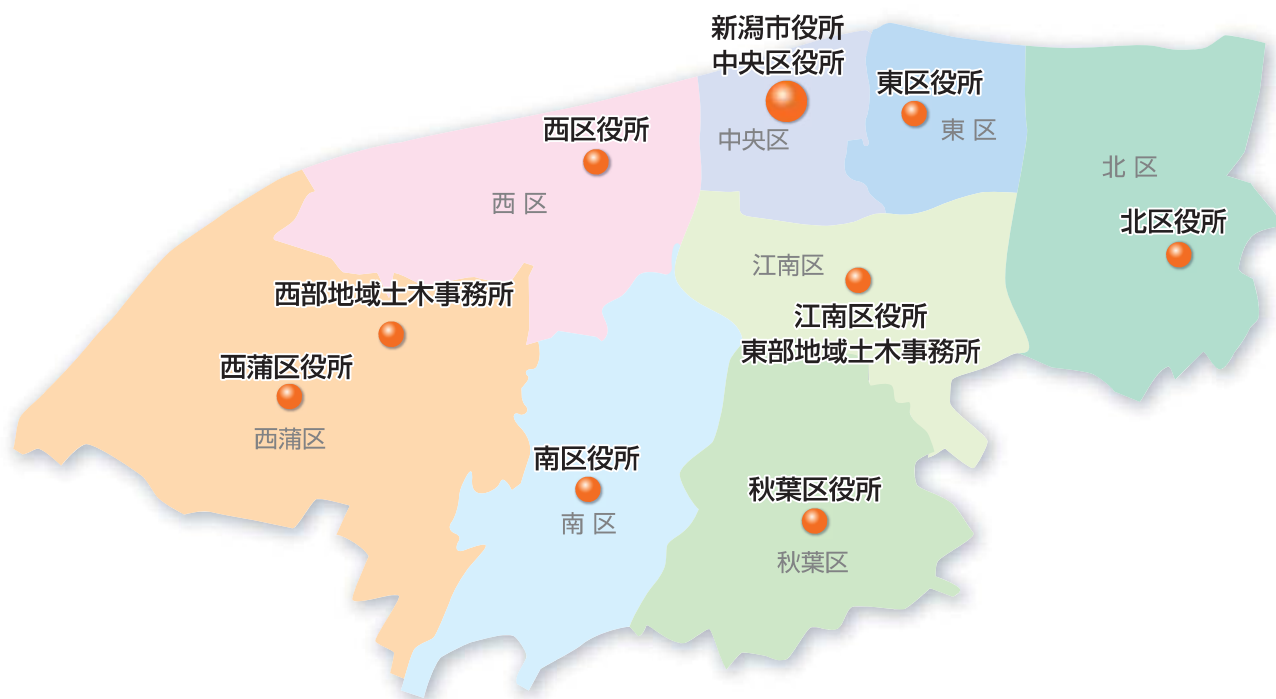 新潟市役所
中央区役所
中央区
東区役所
東 区
西区役所
西 区
北 区
北区役所
江南区
江南区役所
東部地域土木事務所
西部地域土木事務所
西蒲区役所
西蒲区
南区役所
南 区
秋葉区役所
秋葉区